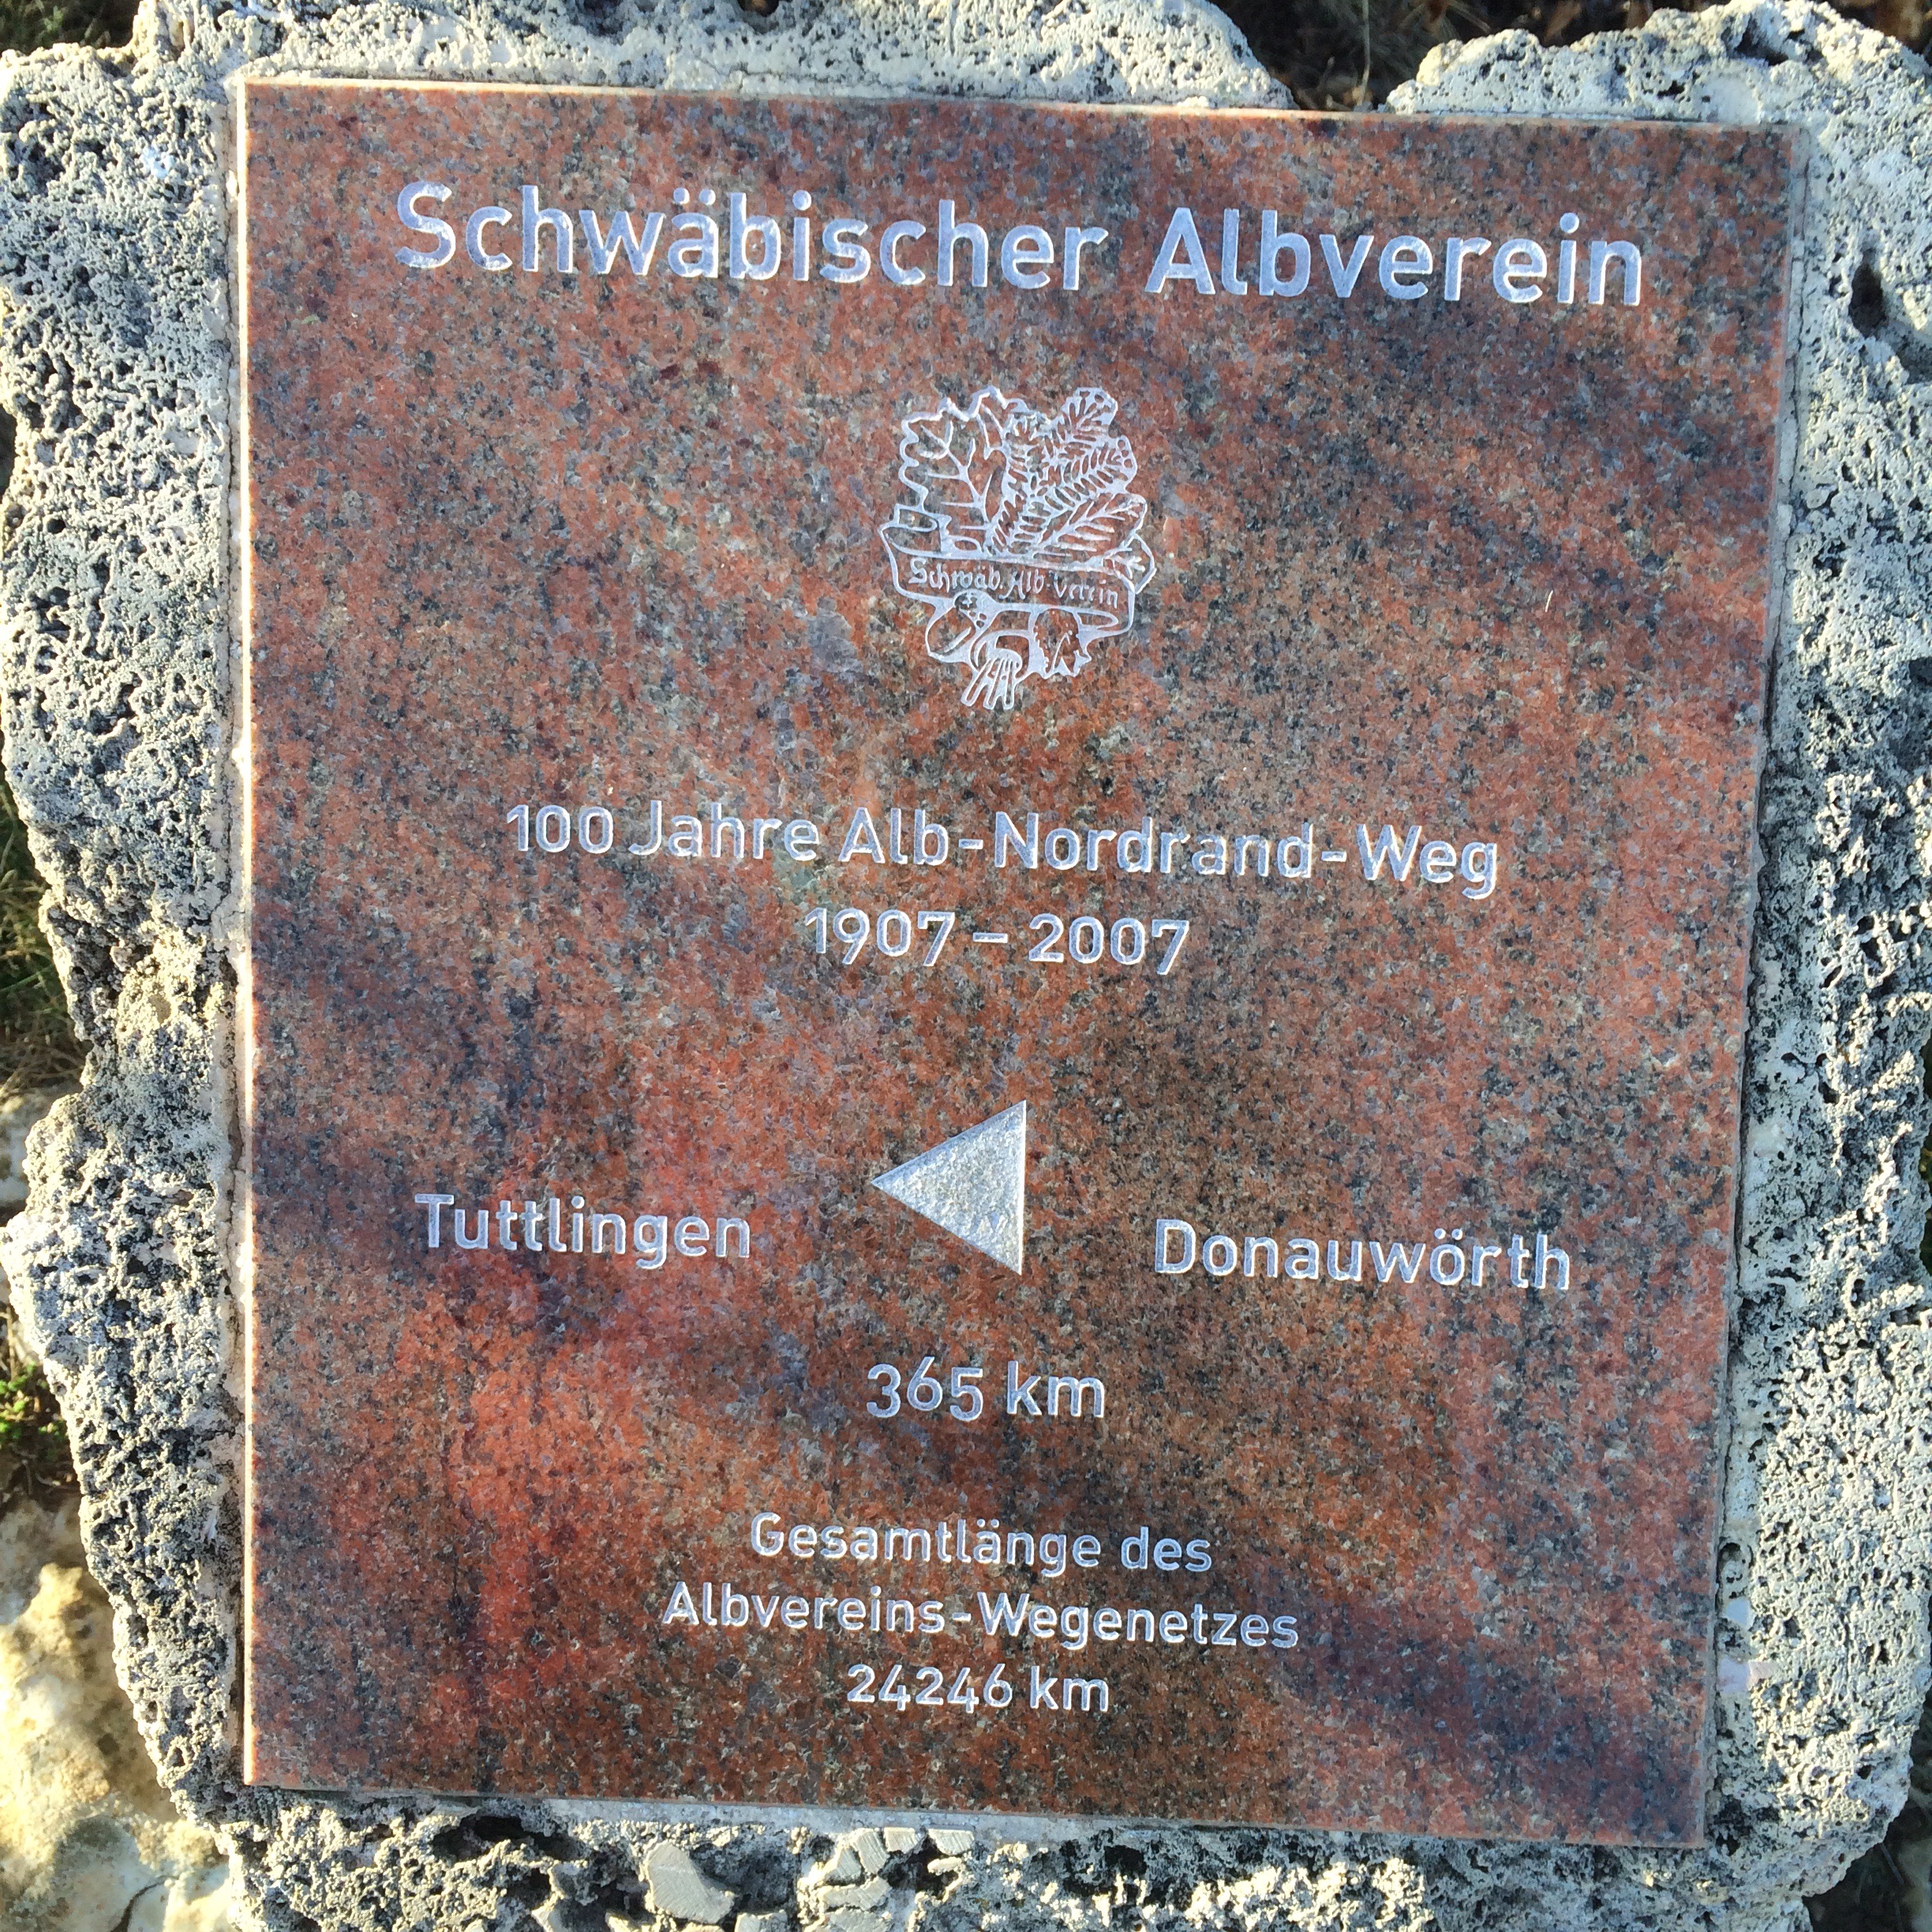 Schwäbischer Albverein
Schwäb. Alb-Verein
100 Jahre Alb-Nordrand-Weg
1907 – 2007
Tuttlingen Donauwörth
365 km
Gesamtlänge des
Albvereins-Wegenetzes
24246 km